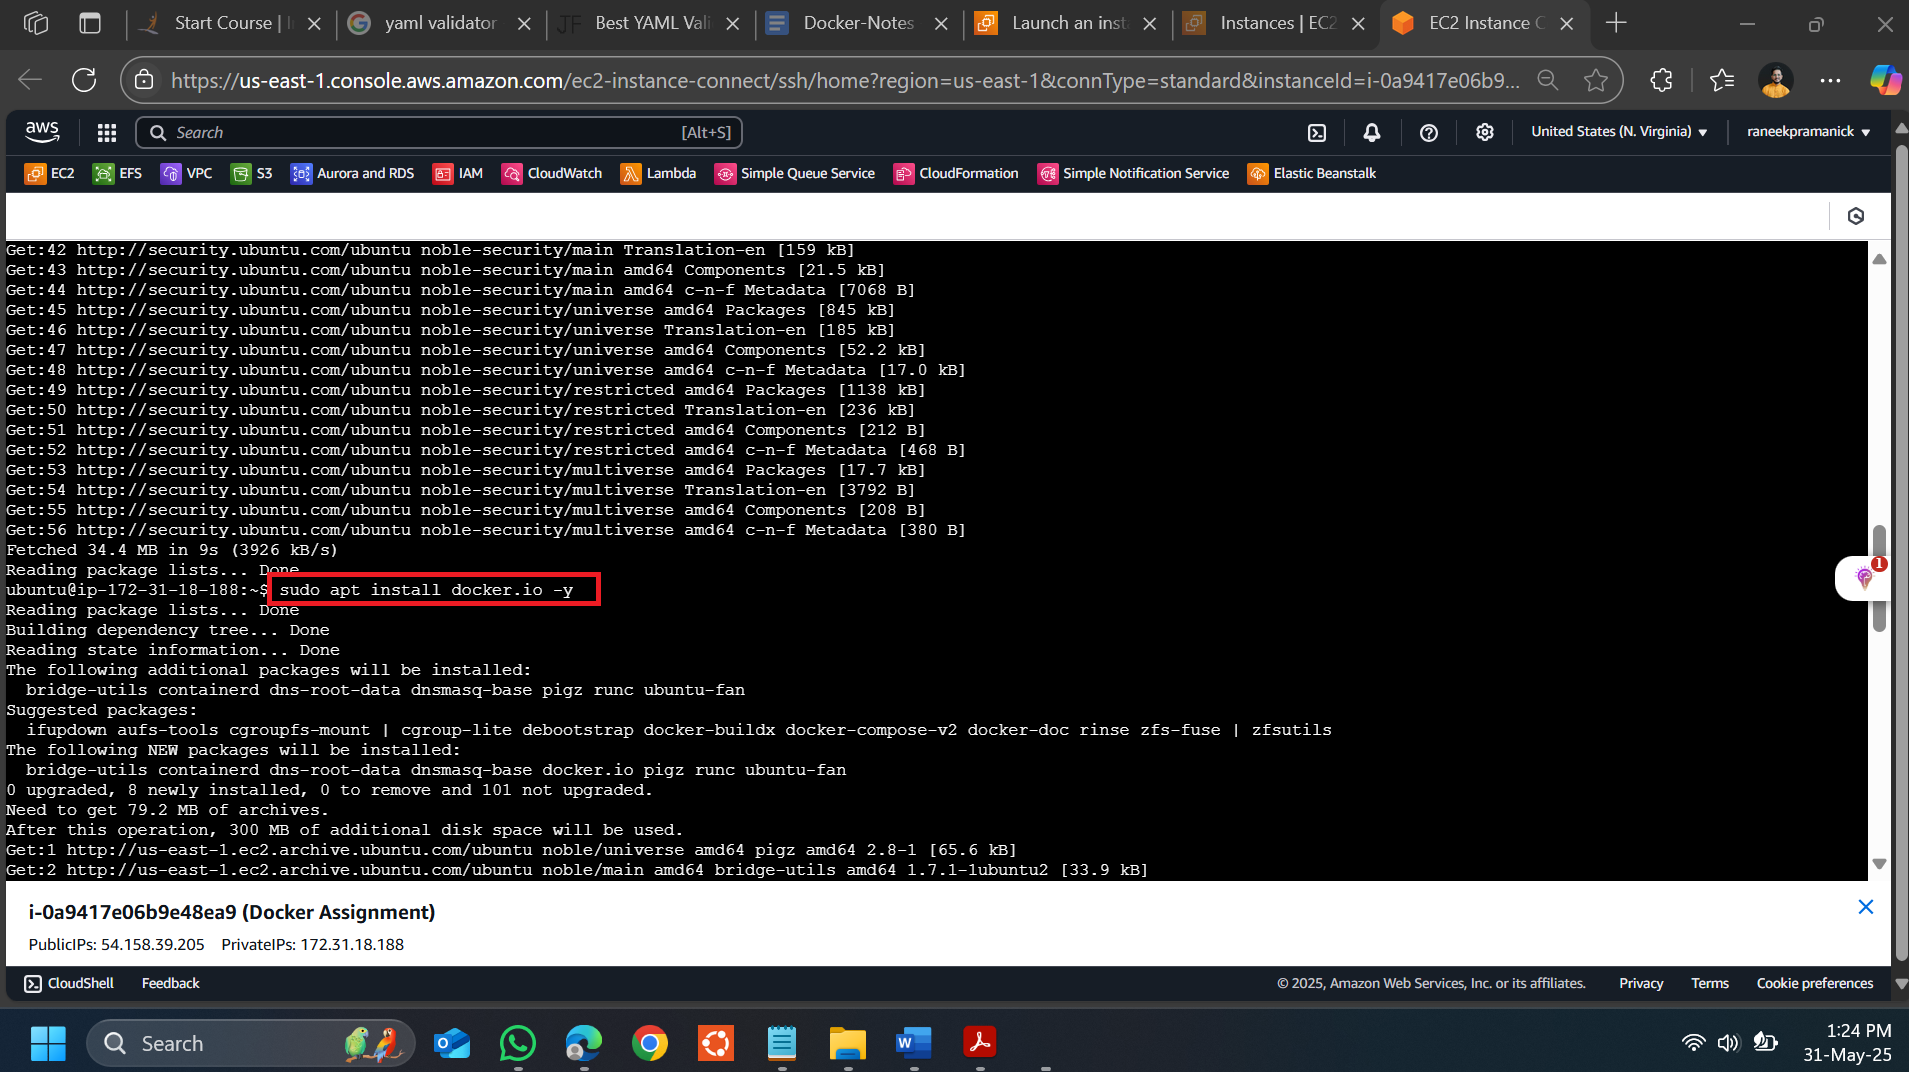 Start Course | I
yaml validator
JF Best YAML Vali
Docker-Notes
Launch an inst
Instances | EC2
EC2 Instance C
https://us-east-1.console.aws.amazon.com/ec2-instance-connect/ssh/home?region=us-east-1&connType=standard&instanceId=i-0a9417e06b9...
aws
Search [Alt+S]
United States (N. Virginia)
raneekpramanick
EC2 EFS VPC S3 Aurora and RDS IAM CloudWatch Lambda Simple Queue Service CloudFormation Simple Notification Service Elastic Beanstalk
Get:42 http://security.ubuntu.com/ubuntu noble-security/main Translation-en [159 kB]
Get:43 http://security.ubuntu.com/ubuntu noble-security/main amd64 Components [21.5 kB]
Get:44 http://security.ubuntu.com/ubuntu noble-security/main amd64 c-n-f Metadata [7068 B]
Get:45 http://security.ubuntu.com/ubuntu noble-security/universe amd64 Packages [845 kB]
Get:46 http://security.ubuntu.com/ubuntu noble-security/universe Translation-en [185 kB]
Get:47 http://security.ubuntu.com/ubuntu noble-security/universe amd64 Components [52.2 kB]
Get:48 http://security.ubuntu.com/ubuntu noble-security/universe amd64 c-n-f Metadata [17.0 kB]
Get:49 http://security.ubuntu.com/ubuntu noble-security/restricted amd64 Packages [1138 kB]
Get:50 http://security.ubuntu.com/ubuntu noble-security/restricted Translation-en [236 kB]
Get:51 http://security.ubuntu.com/ubuntu noble-security/restricted amd64 Components [212 B]
Get:52 http://security.ubuntu.com/ubuntu noble-security/restricted amd64 c-n-f Metadata [468 B]
Get:53 http://security.ubuntu.com/ubuntu noble-security/multiverse amd64 Packages [17.7 kB]
Get:54 http://security.ubuntu.com/ubuntu noble-security/multiverse Translation-en [3792 B]
Get:55 http://security.ubuntu.com/ubuntu noble-security/multiverse amd64 Components [208 B]
Get:56 http://security.ubuntu.com/ubuntu noble-security/multiverse amd64 c-n-f Metadata [380 B]
Fetched 34.4 MB in 9s (3926 kB/s)
Reading package lists... Done
ubuntu@ip-172-31-18-188:~$ sudo apt install docker.io -y
Reading package lists... Done
Building dependency tree... Done
Reading state information... Done
The following additional packages will be installed:
bridge-utils containerd dns-root-data dnsmasq-base pigz runc ubuntu-fan
Suggested packages:
ifupdown aufs-tools cgroupfs-mount | cgroup-lite debootstrap docker-buildx docker-compose-v2 docker-doc rinse zfs-fuse | zfsutils
The following NEW packages will be installed:
bridge-utils containerd dns-root-data dnsmasq-base docker.io pigz runc ubuntu-fan
0 upgraded, 8 newly installed, 0 to remove and 101 not upgraded.
Need to get 79.2 MB of archives.
After this operation, 300 MB of additional disk space will be used.
Get:1 http://us-east-1.ec2.archive.ubuntu.com/ubuntu noble/universe amd64 pigz amd64 2.8-1 [65.6 kB]
Get:2 http://us-east-1.ec2.archive.ubuntu.com/ubuntu noble/main amd64 bridge-utils amd64 1.7.1-1ubuntu2 [33.9 kB]
1
i-0a9417e06b9e48ea9 (Docker Assignment)
PublicIPs: 54.158.39.205 PrivateIPs: 172.31.18.188
CloudShell Feedback © 2025, Amazon Web Services, Inc. or its affiliates. Privacy Terms Cookie preferences
Search
1:24 PM
31-May-25